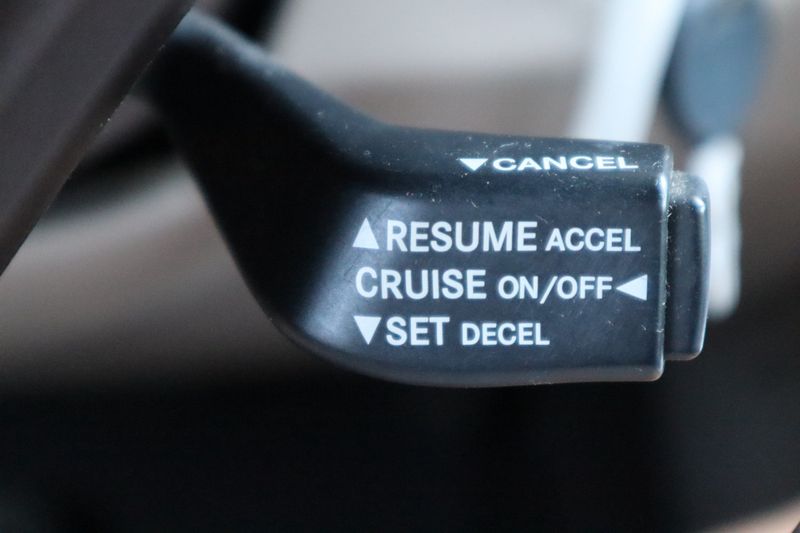 ▼CANCEL
▲RESUME ACCEL
CRUISE ON/OFF◀
▼SET DECEL